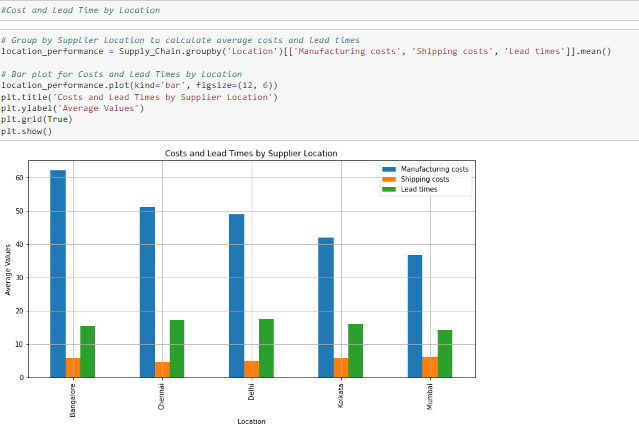 #Cost and Lead Time by Location
# Group by Supplier Location to calculate average costs and lead times
location_performance = Supply_Chain.groupby('Location')[['Manufacturing costs', 'Shipping costs', 'Lead times']].mean()
# Bar plot for Costs and Lead Times by Location
location_performance.plot(kind='bar', figsize=(12, 6))
plt.title('Costs and Lead Times by Supplier Location')
plt.ylabel('Average Values')
plt.grid(True)
plt.show()
Costs and Lead Times by Supplier Location
Manufacturing costs
Shipping costs
Lead times
60
50
40
30
20
10
0
Average Values
Bangalore
Chennai
Delhi
Kolkata
Mumbai
Location